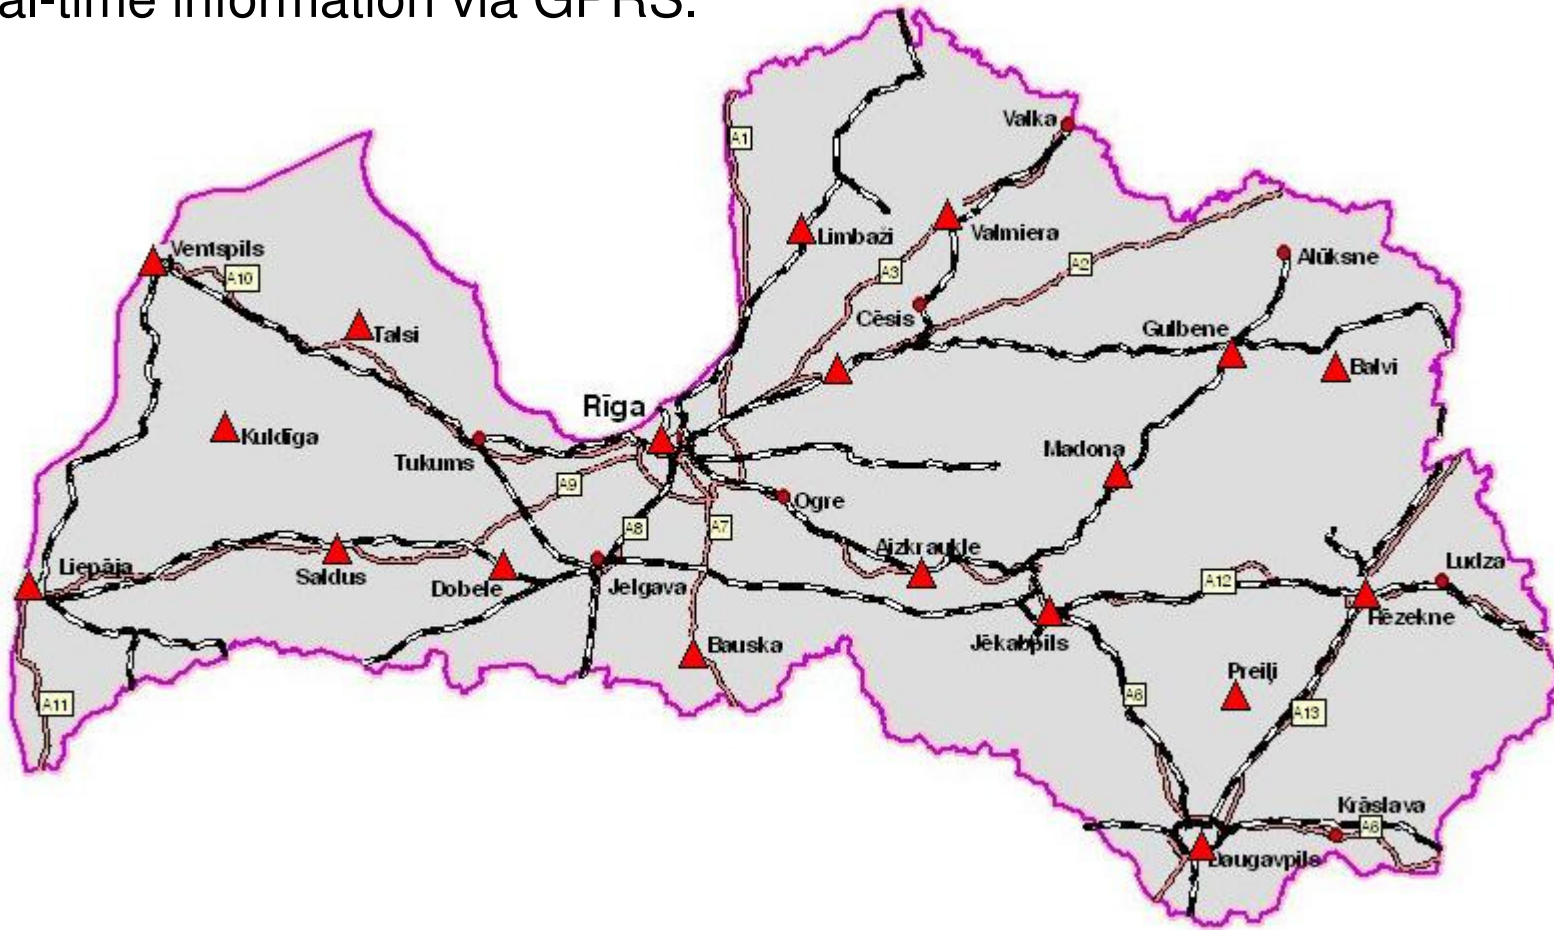 al-time information via GPRS.
Valka
A1
Limbaži
Valmiera
A3
A2
Ventspils
A10
Alūksne
Cēsis
Gulbene
Talsi
Balvi
Rīga
Kuldīga
Tukums
Madona
A9
Ogre
A8
A7
Aizkraukle
Liepāja
Saldus
Dobele
Jelgava
A12
Ludza
Rēzekne
Jēkabpils
Bauska
Preiļi
A6
A13
A11
Krāslava
A6
Daugavpils